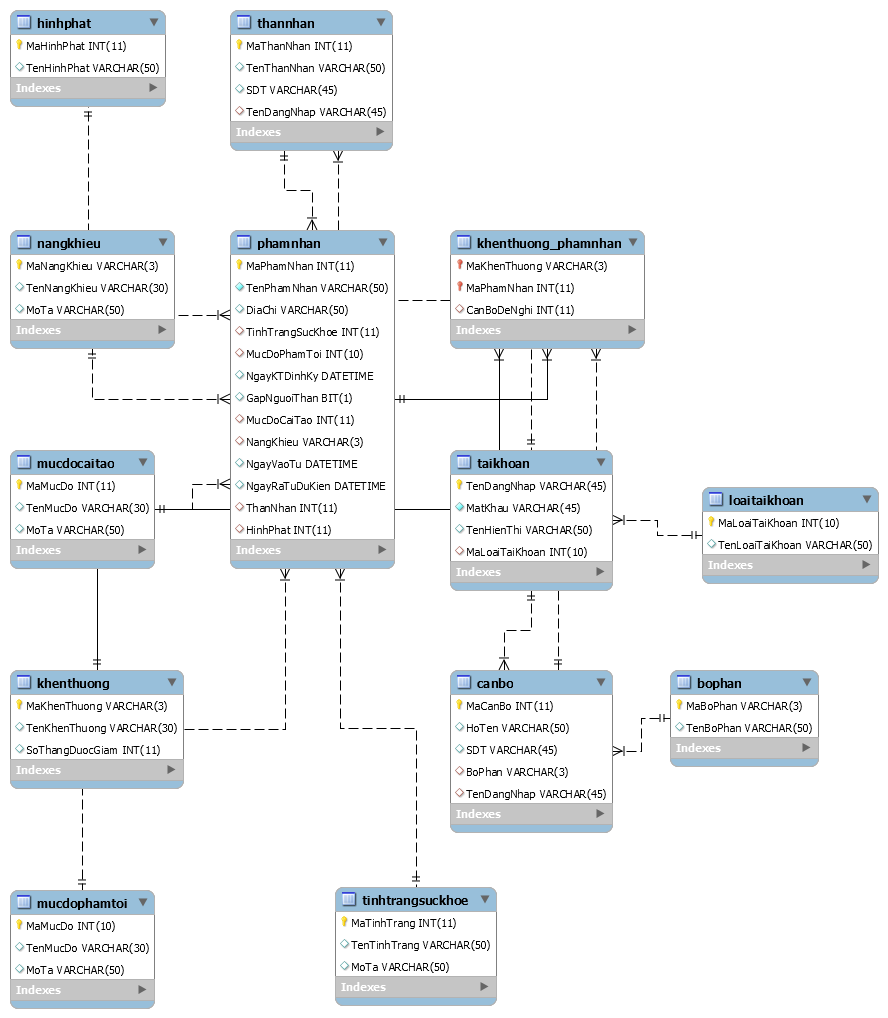 hinhphat
MaHinhPhat INT(11)
TenHinhPhat VARCHAR(50)
Indexes
thannhan
MaThanNhan INT(11)
TenThanNhan VARCHAR(50)
SDT VARCHAR(45)
TenDangNhap VARCHAR(45)
Indexes
nangkhieu
MaNangKhieu VARCHAR(3)
TenNangKhieu VARCHAR(30)
MoTa VARCHAR(50)
Indexes
phamnhan
MaPhamNhan INT(11)
TenPhamNhan VARCHAR(50)
DiaChi VARCHAR(50)
TinhTrangSucKhoe INT(11)
MucDoPhamToi INT(10)
NgayKTDinhKy DATETIME
GapNguoiThan BIT(1)
MucDoCaiTao INT(11)
NangKhieu VARCHAR(3)
NgayVaoTu DATETIME
NgayRaTuDuKien DATETIME
ThanNhan INT(11)
HinhPhat INT(11)
Indexes
khenthuong_phamnhan
MaKhenThuong VARCHAR(3)
MaPhamNhan INT(11)
CanBoDeNghi INT(11)
Indexes
mucdocaitao
MaMucDo INT(11)
TenMucDo VARCHAR(30)
MoTa VARCHAR(50)
Indexes
taikhoan
TenDangNhap VARCHAR(45)
MatKhau VARCHAR(45)
TenHienThi VARCHAR(50)
MaLoaiTaiKhoan INT(10)
Indexes
loaitaikhoan
MaLoaiTaiKhoan INT(10)
TenLoaiTaiKhoan VARCHAR(50)
Indexes
khenthuong
MaKhenThuong VARCHAR(3)
TenKhenThuong VARCHAR(30)
SoThangDuocGiam INT(11)
Indexes
canbo
MaCanBo INT(11)
HoTen VARCHAR(50)
SDT VARCHAR(45)
BoPhan VARCHAR(3)
TenDangNhap VARCHAR(45)
Indexes
bophan
MaBoPhan VARCHAR(3)
TenBoPhan VARCHAR(50)
Indexes
mucdophamtoi
MaMucDo INT(10)
TenMucDo VARCHAR(30)
MoTa VARCHAR(50)
Indexes
tinhtrangsuckhoe
MaTinhTrang INT(11)
TenTinhTrang VARCHAR(50)
MoTa VARCHAR(50)
Indexes